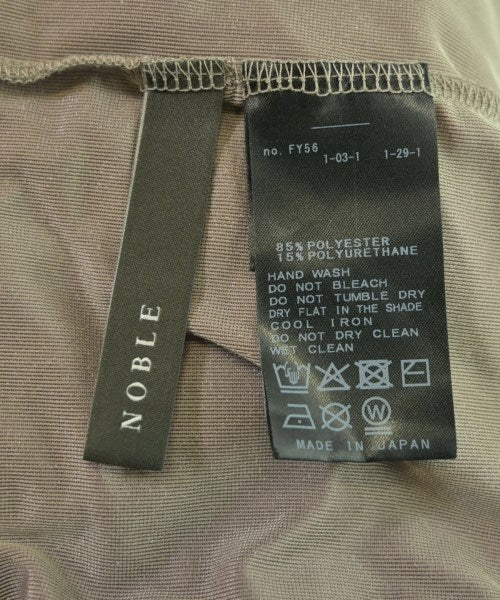 NOBLE
no. FY56
1-03-1 1-29-1
85% POLYESTER
15% POLYURETHANE
HAND WASH
DO NOT BLEACH
DO NOT TUMBLE DRY
DRY FLAT IN THE SHADE
COOL IRON
DO NOT DRY CLEAN
WET CLEAN
W
MADE IN JAPAN